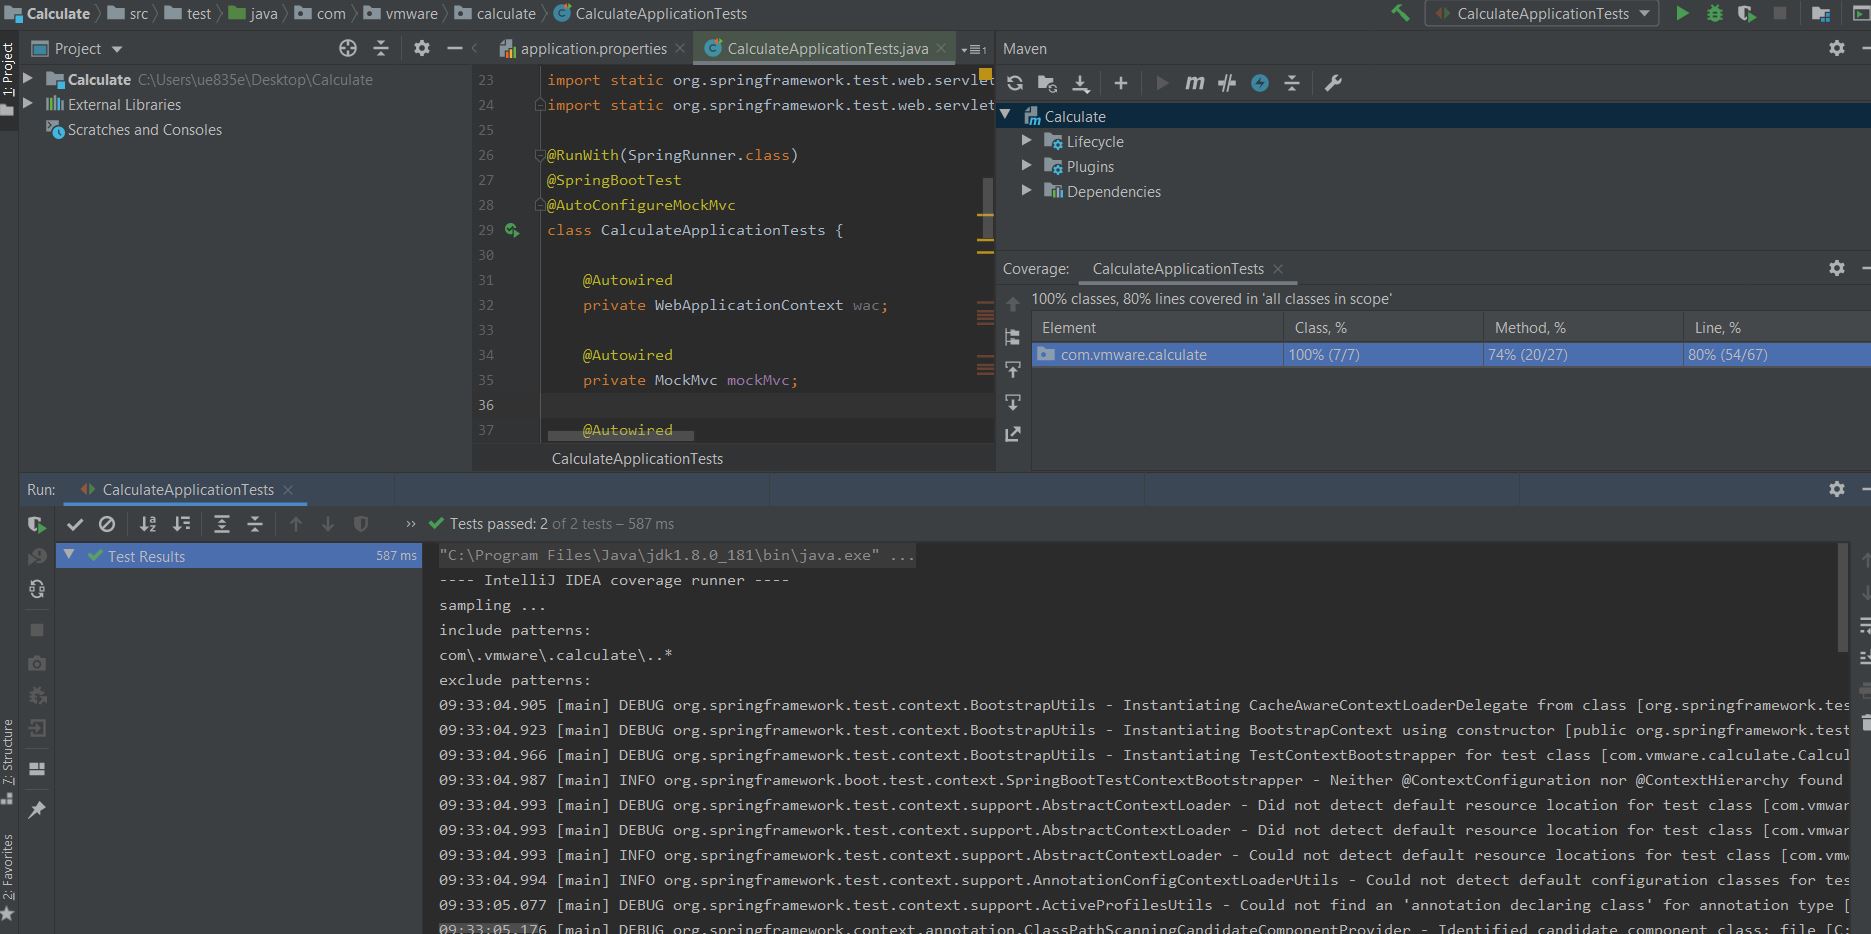 Calculate src test java com vmware calculate CalculateApplicationTests
CalculateApplicationTests
1: Project
Project
Calculate C:\Users\ue835e\Desktop\Calculate
External Libraries
Scratches and Consoles
application.properties
CalculateApplicationTests.java
1
23 import static org.springframework.test.web.servlet
24 import static org.springframework.test.web.servlet
25
26 @RunWith(SpringRunner.class)
27 @SpringBootTest
28 @AutoConfigureMockMvc
29 class CalculateApplicationTests {
30
31 @Autowired
32 private WebApplicationContext wac;
33
34 @Autowired
35 private MockMvc mockMvc;
36
37 @Autowired
CalculateApplicationTests
Maven
m
Calculate
Lifecycle
Plugins
Dependencies
Coverage: CalculateApplicationTests
100% classes, 80% lines covered in 'all classes in scope'
Element Class, % Method, % Line, %
com.vmware.calculate 100% (7/7) 74% (20/27) 80% (54/67)
Run: CalculateApplicationTests
Tests passed: 2 of 2 tests – 587 ms
Test Results 587 ms
"C:\Program Files\Java\jdk1.8.0_181\bin\java.exe" ...
---- IntelliJ IDEA coverage runner ----
sampling ...
include patterns:
com\.vmware\.calculate\..*
exclude patterns:
09:33:04.905 [main] DEBUG org.springframework.test.context.BootstrapUtils - Instantiating CacheAwareContextLoaderDelegate from class [org.springframework.tes
09:33:04.923 [main] DEBUG org.springframework.test.context.BootstrapUtils - Instantiating BootstrapContext using constructor [public org.springframework.test
09:33:04.966 [main] DEBUG org.springframework.test.context.BootstrapUtils - Instantiating TestContextBootstrapper for test class [com.vmware.calculate.Calcul
09:33:04.987 [main] INFO org.springframework.boot.test.context.SpringBootTestContextBootstrapper - Neither @ContextConfiguration nor @ContextHierarchy found
09:33:04.993 [main] DEBUG org.springframework.test.context.support.AbstractContextLoader - Did not detect default resource location for test class [com.vmwar
09:33:04.993 [main] DEBUG org.springframework.test.context.support.AbstractContextLoader - Did not detect default resource location for test class [com.vmwar
09:33:04.993 [main] INFO org.springframework.test.context.support.AbstractContextLoader - Could not detect default resource locations for test class [com.vmw
09:33:04.994 [main] INFO org.springframework.test.context.support.AnnotationConfigContextLoaderUtils - Could not detect default configuration classes for tes
09:33:05.077 [main] DEBUG org.springframework.test.context.support.ActiveProfilesUtils - Could not find an 'annotation declaring class' for annotation type [
09:33:05.176 [main] DEBUG org.springframework.context.annotation.ClassPathScanningCandidateComponentProvider - Identified candidate component class: file [C:
7: Structure
2: Favorites